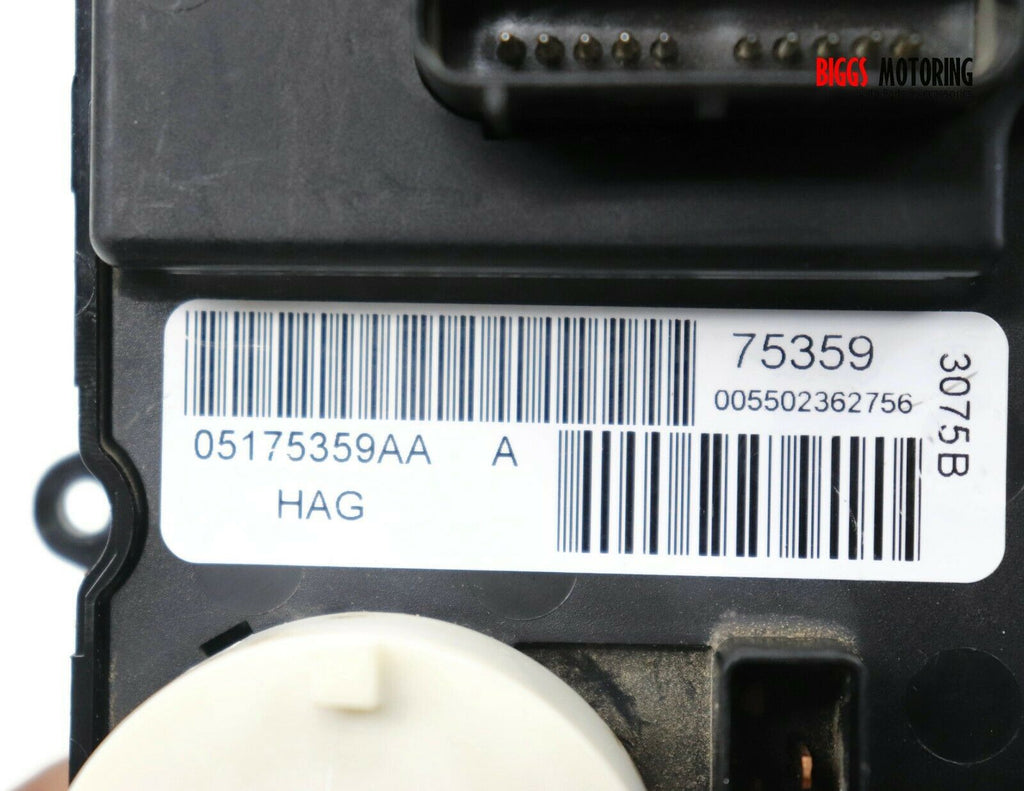 BIGGS MOTORING
75359
005502362756
3075B
05175359AA A
HAG